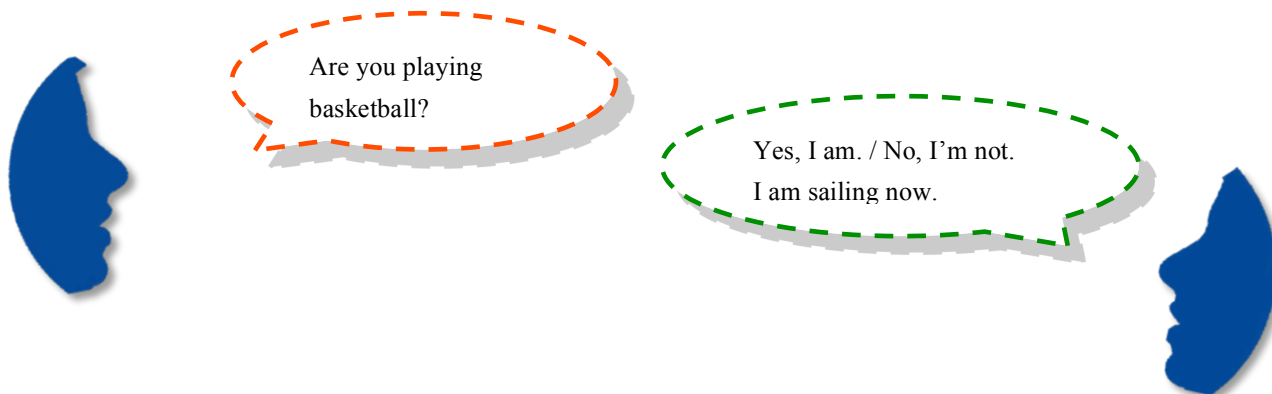 Are you playing
basketball?
Yes, I am. / No, I’m not.
I am sailing now.